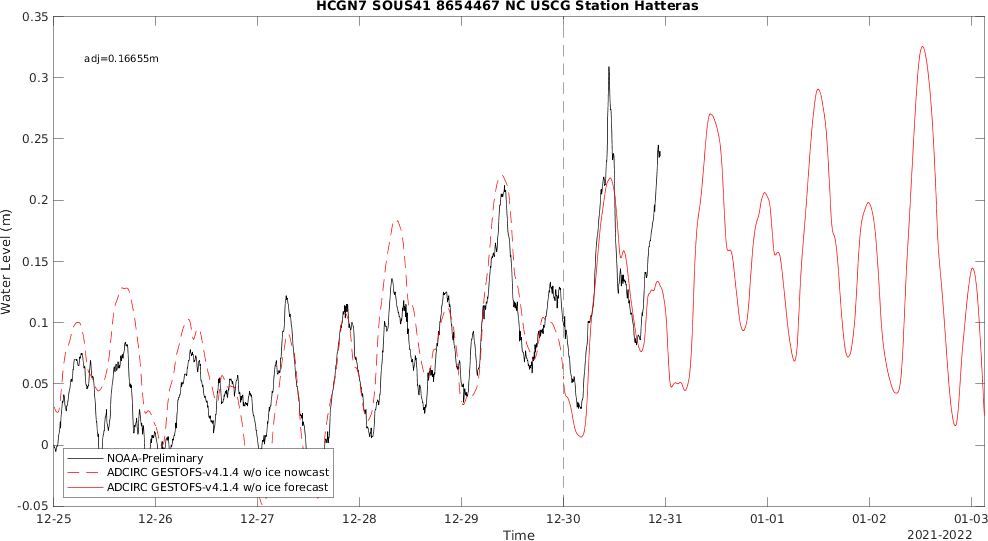 HCGN7 SOUS41 8654467 NC USCG Station Hatteras
adj=0.16655m
0.35
0.3
0.25
0.2
0.15
0.1
0.05
0
-0.05
Water Level (m)
NOAA-Preliminary
ADCIRC GESTOFS-v4.1.4 w/o ice nowcast
ADCIRC GESTOFS-v4.1.4 w/o ice forecast
12-25 12-26 12-27 12-28 12-29 12-30 12-31 01-01 01-02 01-03
Time
2021-2022